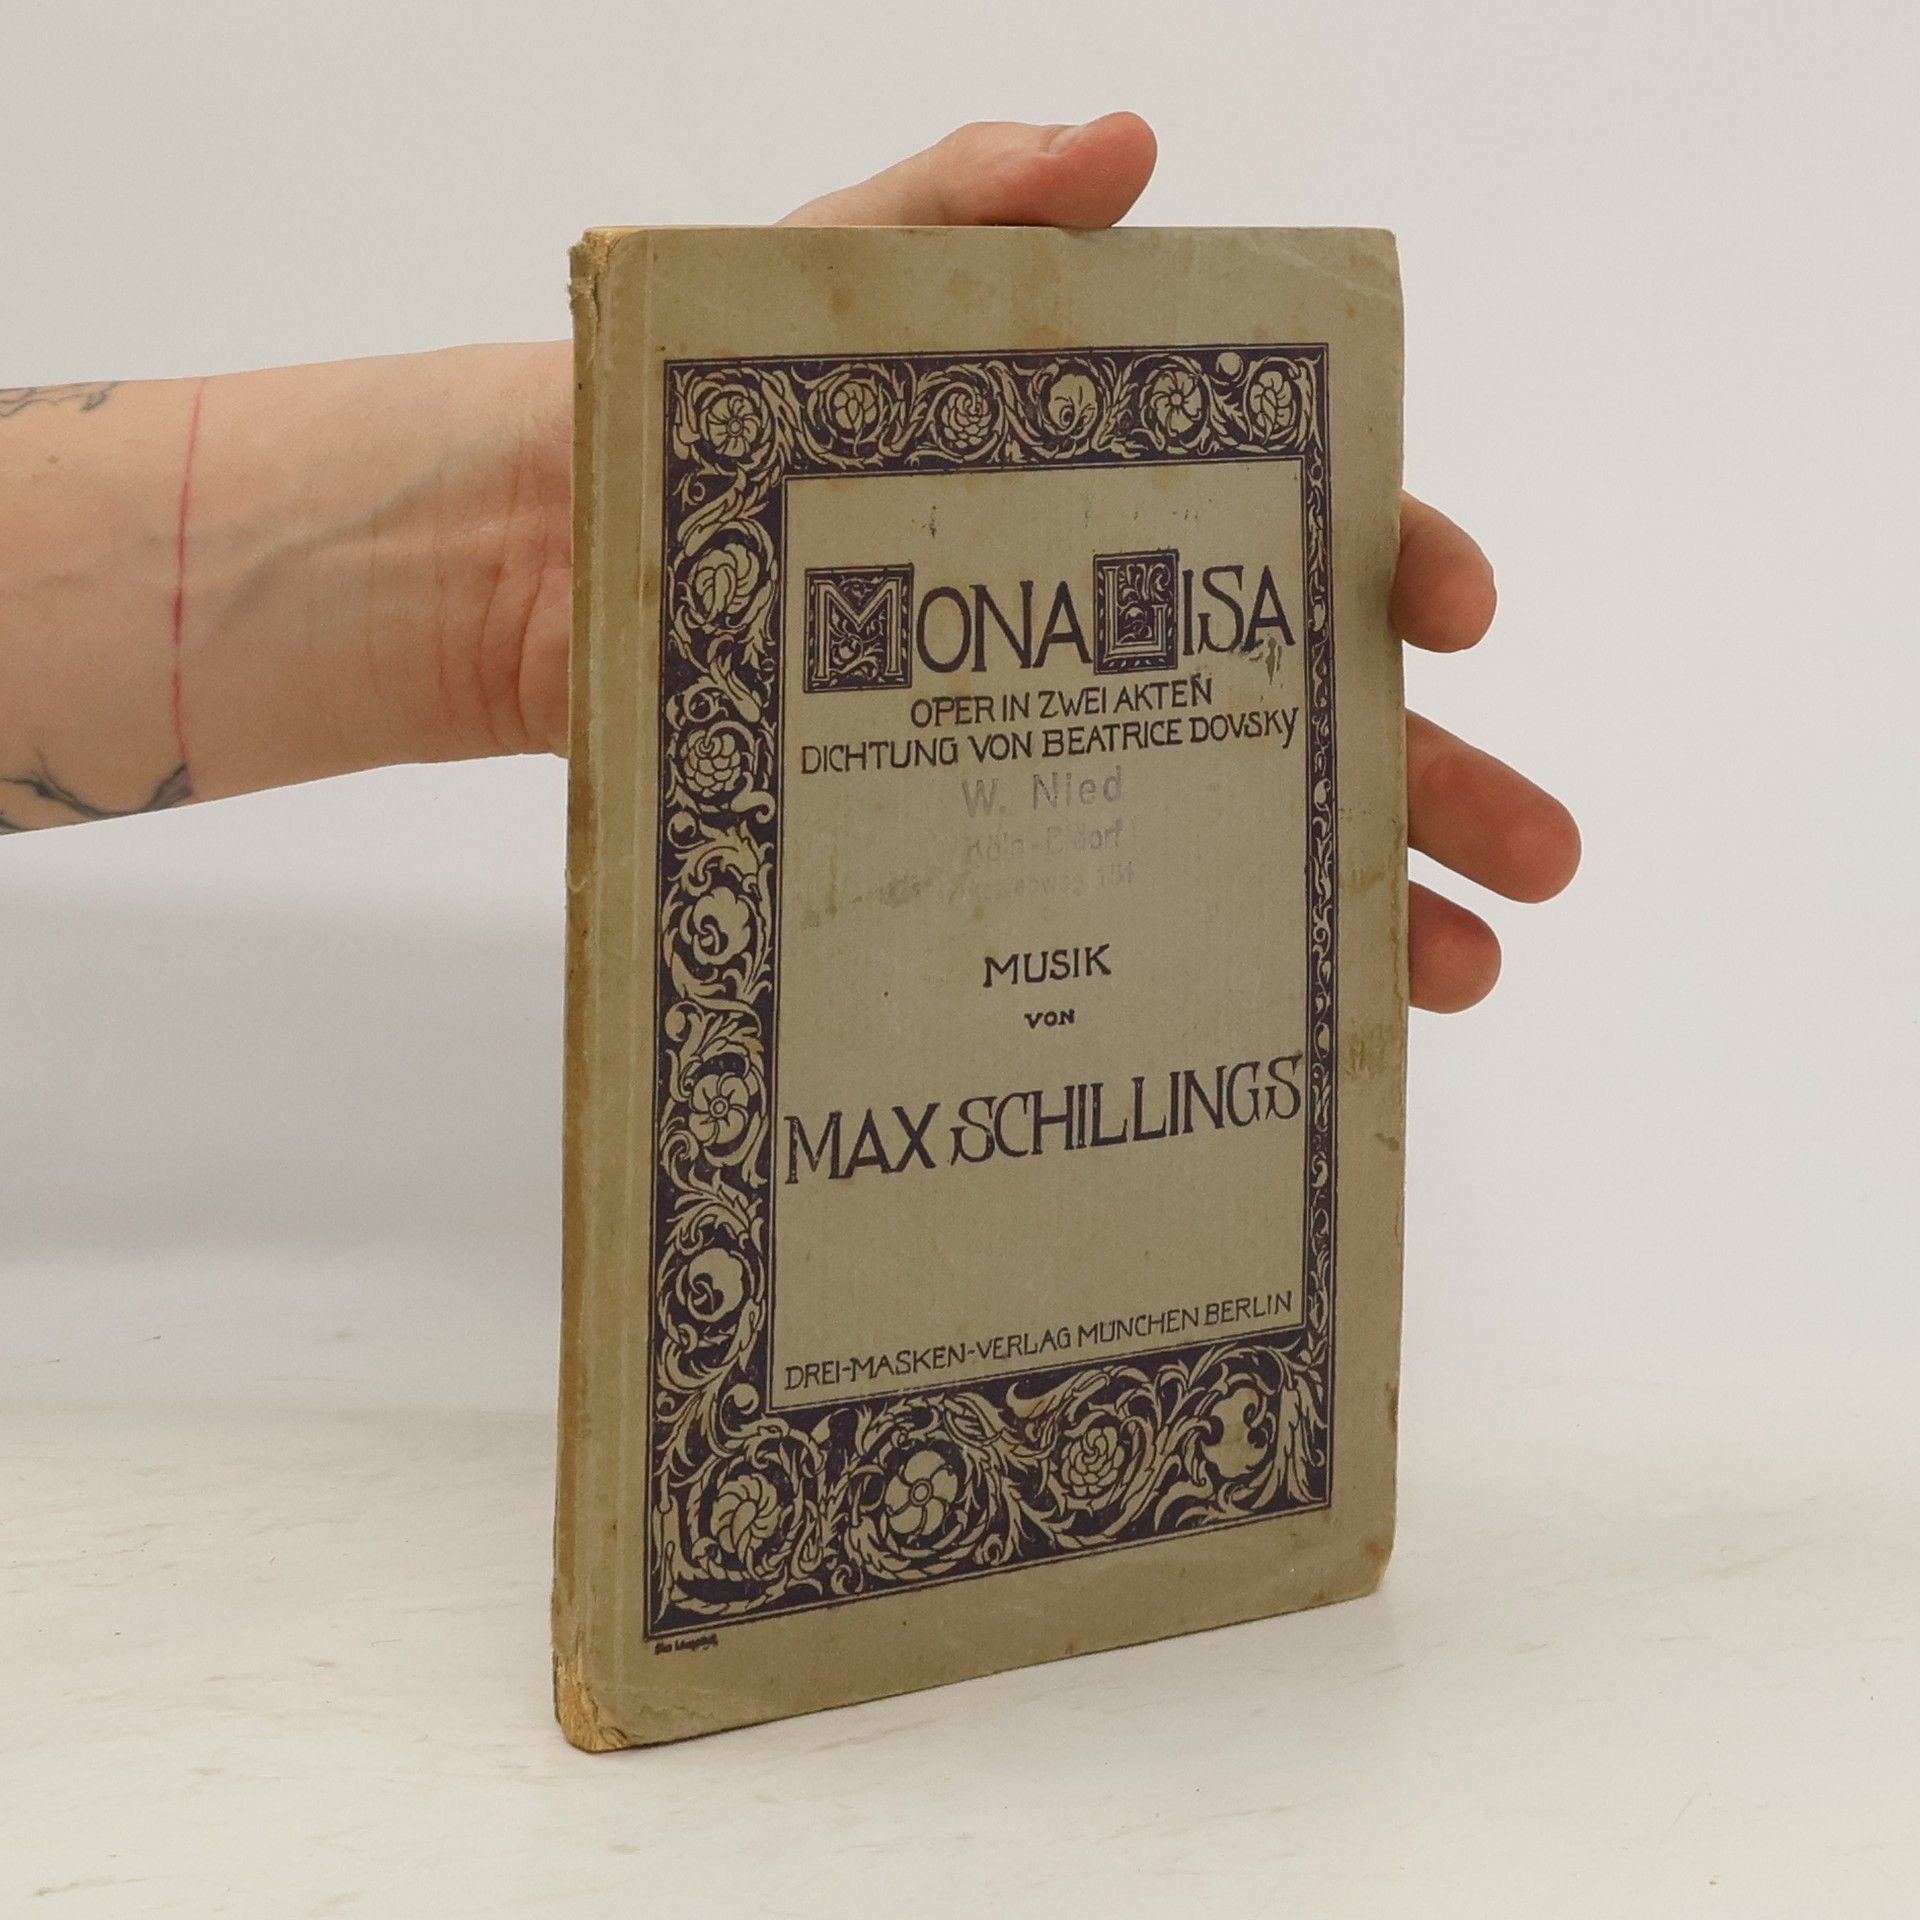 MONA LISA
OPER IN ZWEI AKTEN
DICHTUNG VON BEATRICE DOVSKY
W. Nied
MUSIK
VON
MAX SCHILLINGS
DREI-MASKEN-VERLAG MÜNCHEN BERLIN